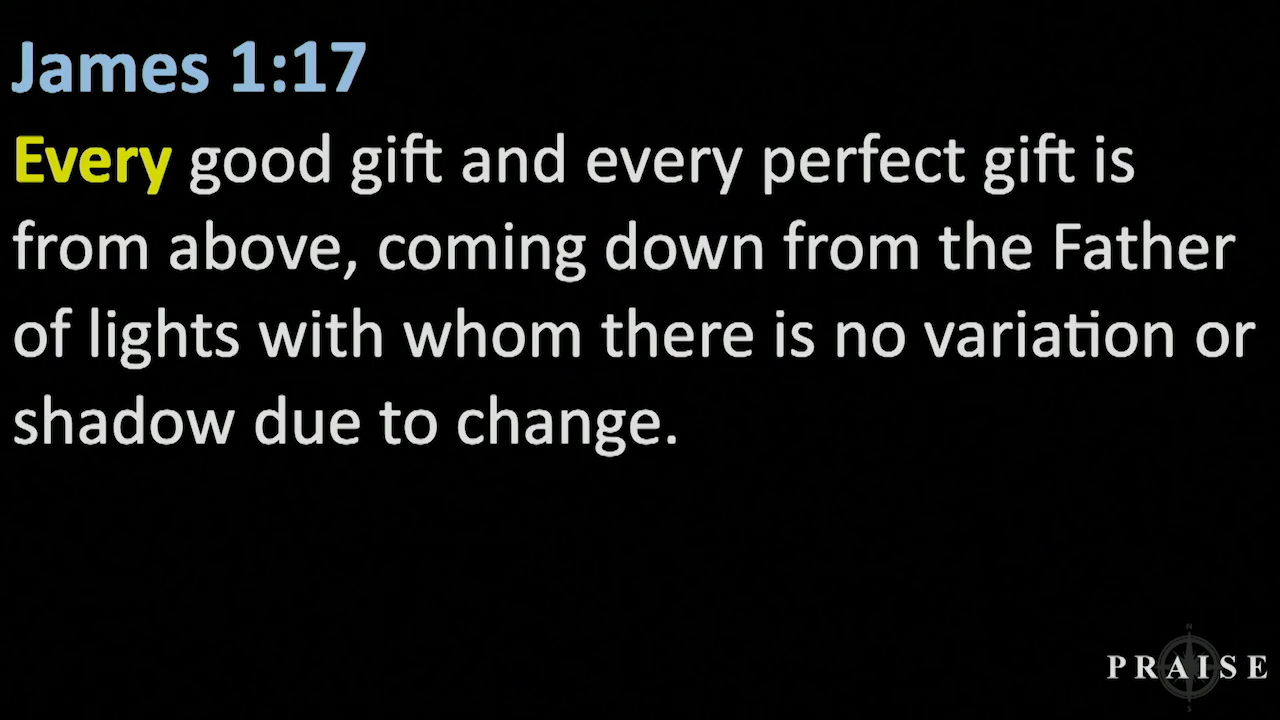 James 1:17
Every good gift and every perfect gift is
from above, coming down from the Father
of lights with whom there is no variation or
shadow due to change.
N
PRAISE
S